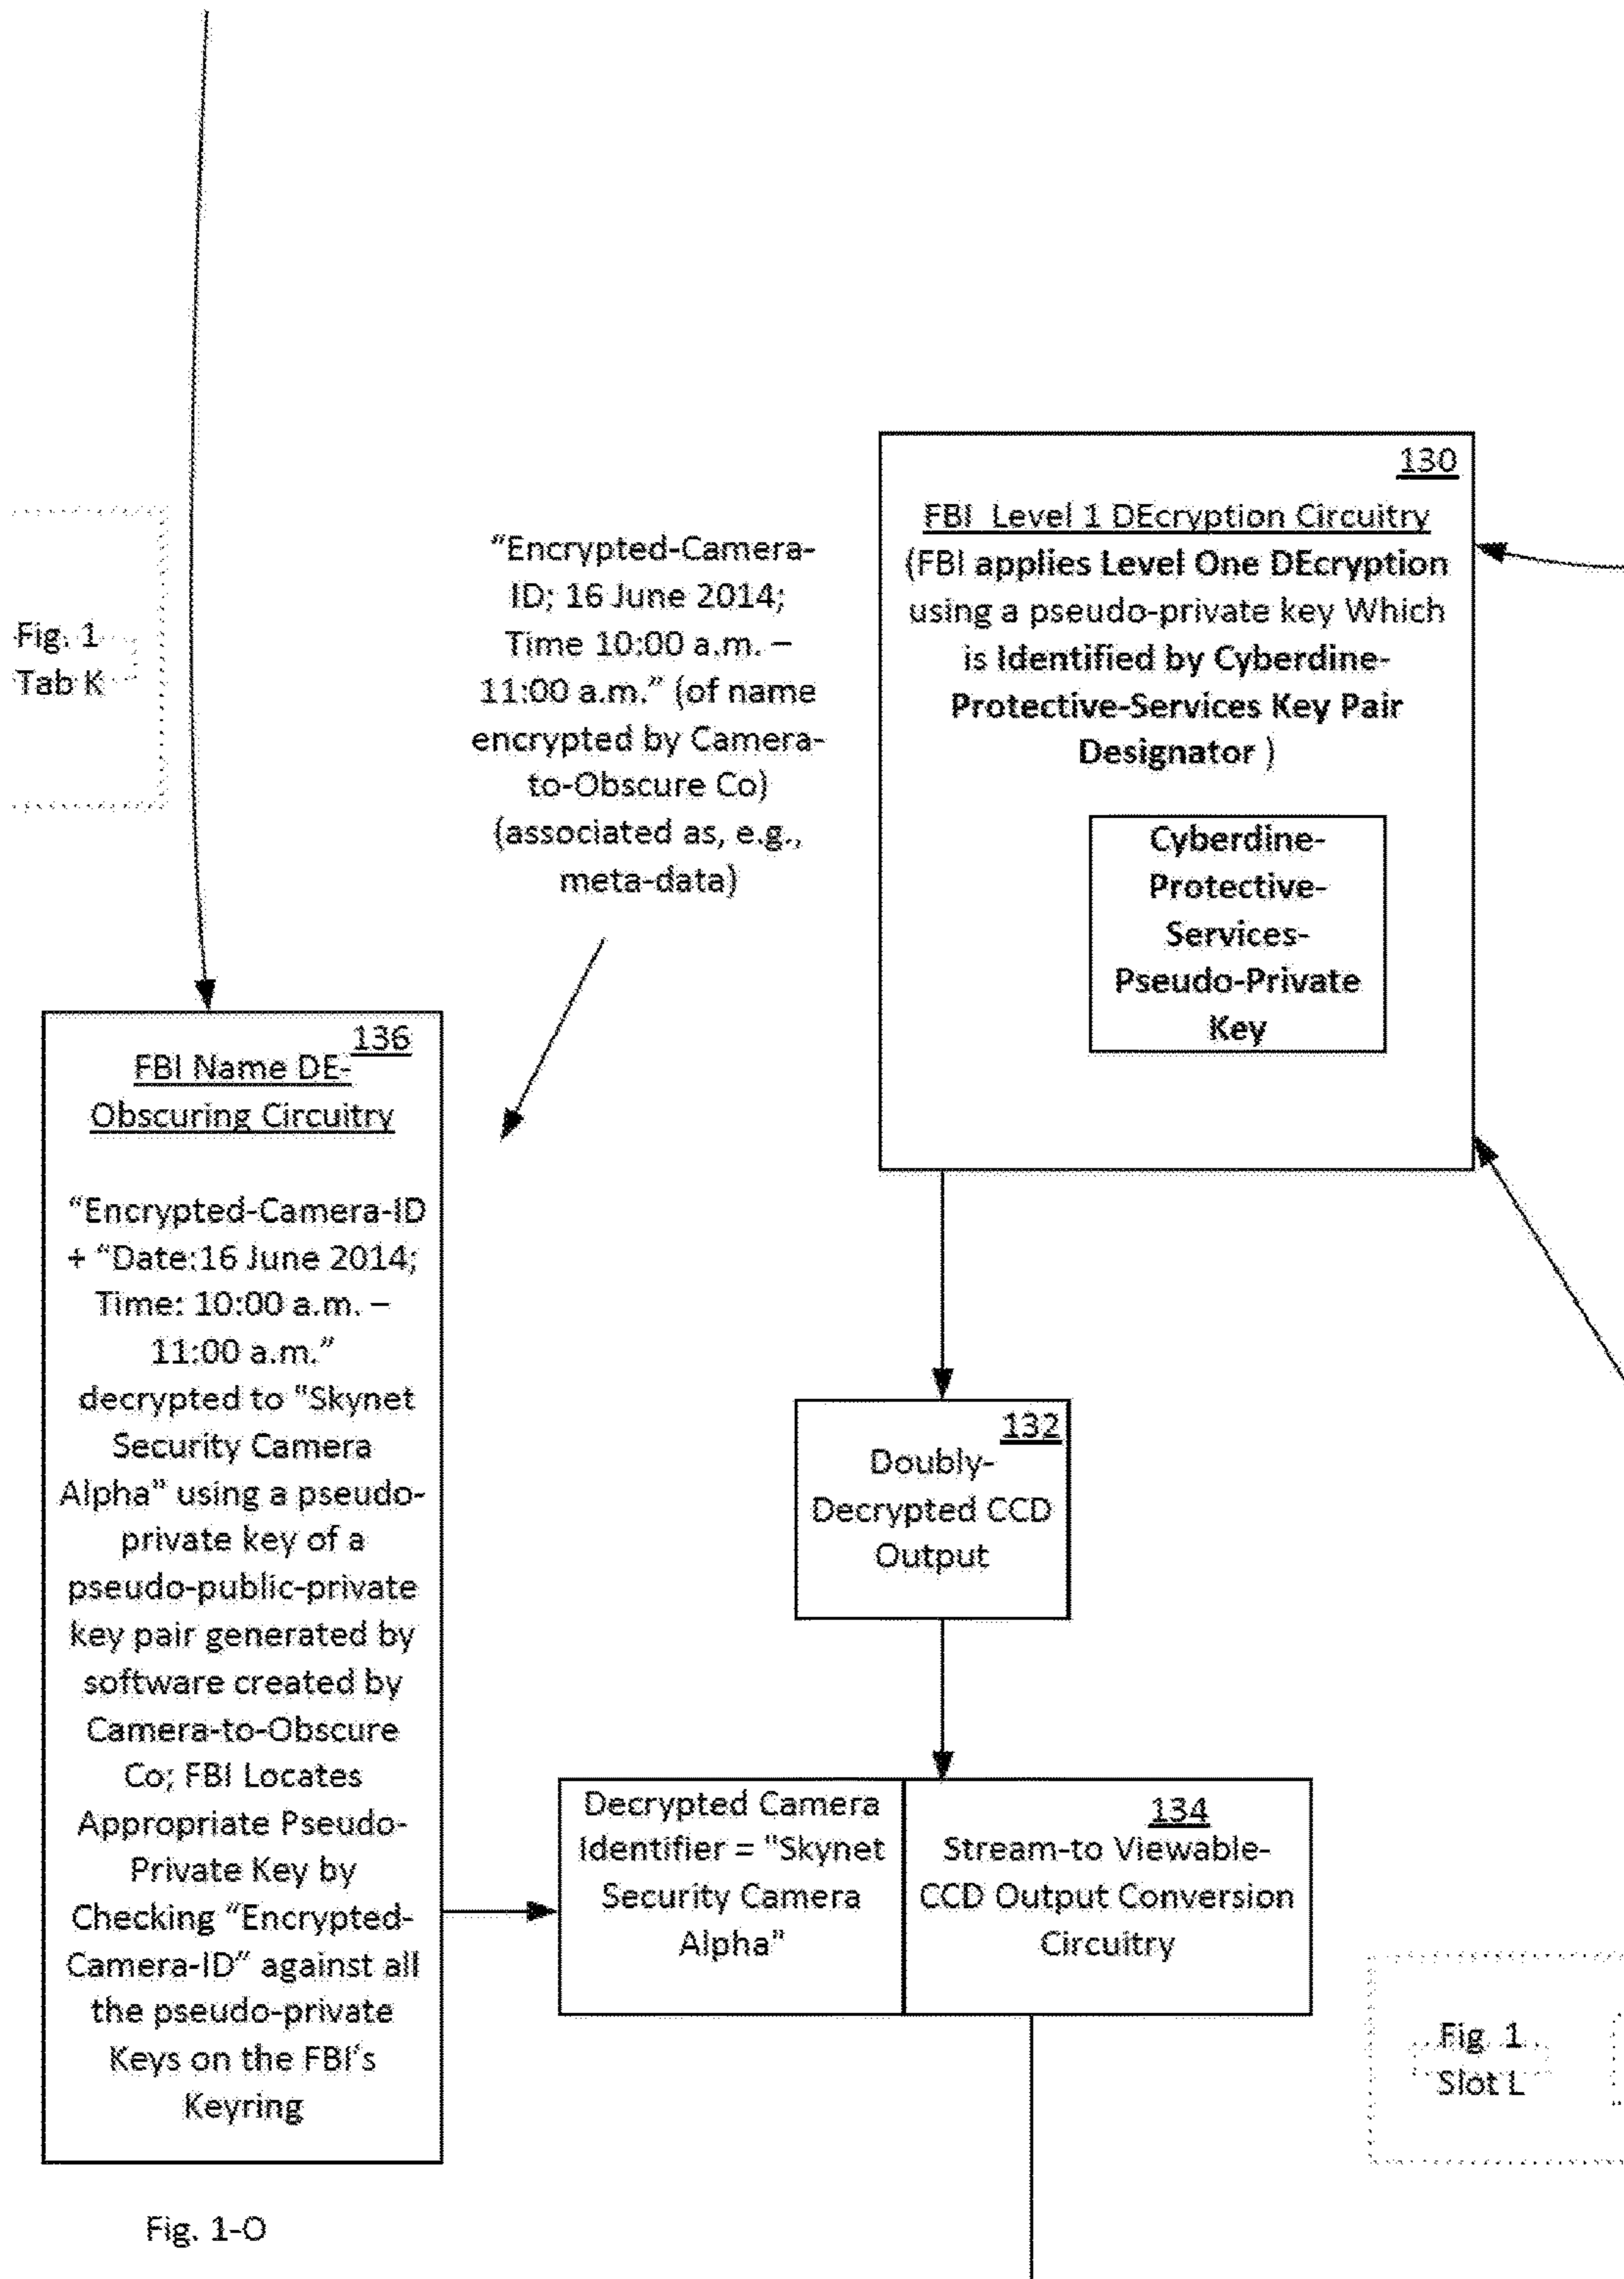 Fig. 1
Tab K
"Encrypted-Camera-
ID; 16 June 2014;
Time 10:00 a.m. –
11:00 a.m." (of name
encrypted by Camera-
to-Obscure Co)
(associated as, e.g.,
meta-data)
130
FBI Level 1 DEcryption Circuitry
(FBI applies Level One DEcryption
using a pseudo-private key Which
is Identified by Cyberdine-
Protective-Services Key Pair
Designator )
Cyberdine-
Protective-
Services-
Pseudo-Private
Key
136
FBI Name DE-
Obscuring Circuitry
"Encrypted-Camera-ID
+ "Date:16 June 2014;
Time: 10:00 a.m. –
11:00 a.m."
decrypted to "Skynet
Security Camera
Alpha" using a pseudo-
private key of a
pseudo-public-private
key pair generated by
software created by
Camera-to-Obscure
Co; FBI Locates
Appropriate Pseudo-
Private Key by
Checking "Encrypted-
Camera-ID" against all
the pseudo-private
Keys on the FBI's
Keyring
132
Doubly-
Decrypted CCD
Output
Decrypted Camera
Identifier = "Skynet
Security Camera
Alpha"
134
Stream-to Viewable-
CCD Output Conversion
Circuitry
Fig. 1
Slot L
Fig. 1-O